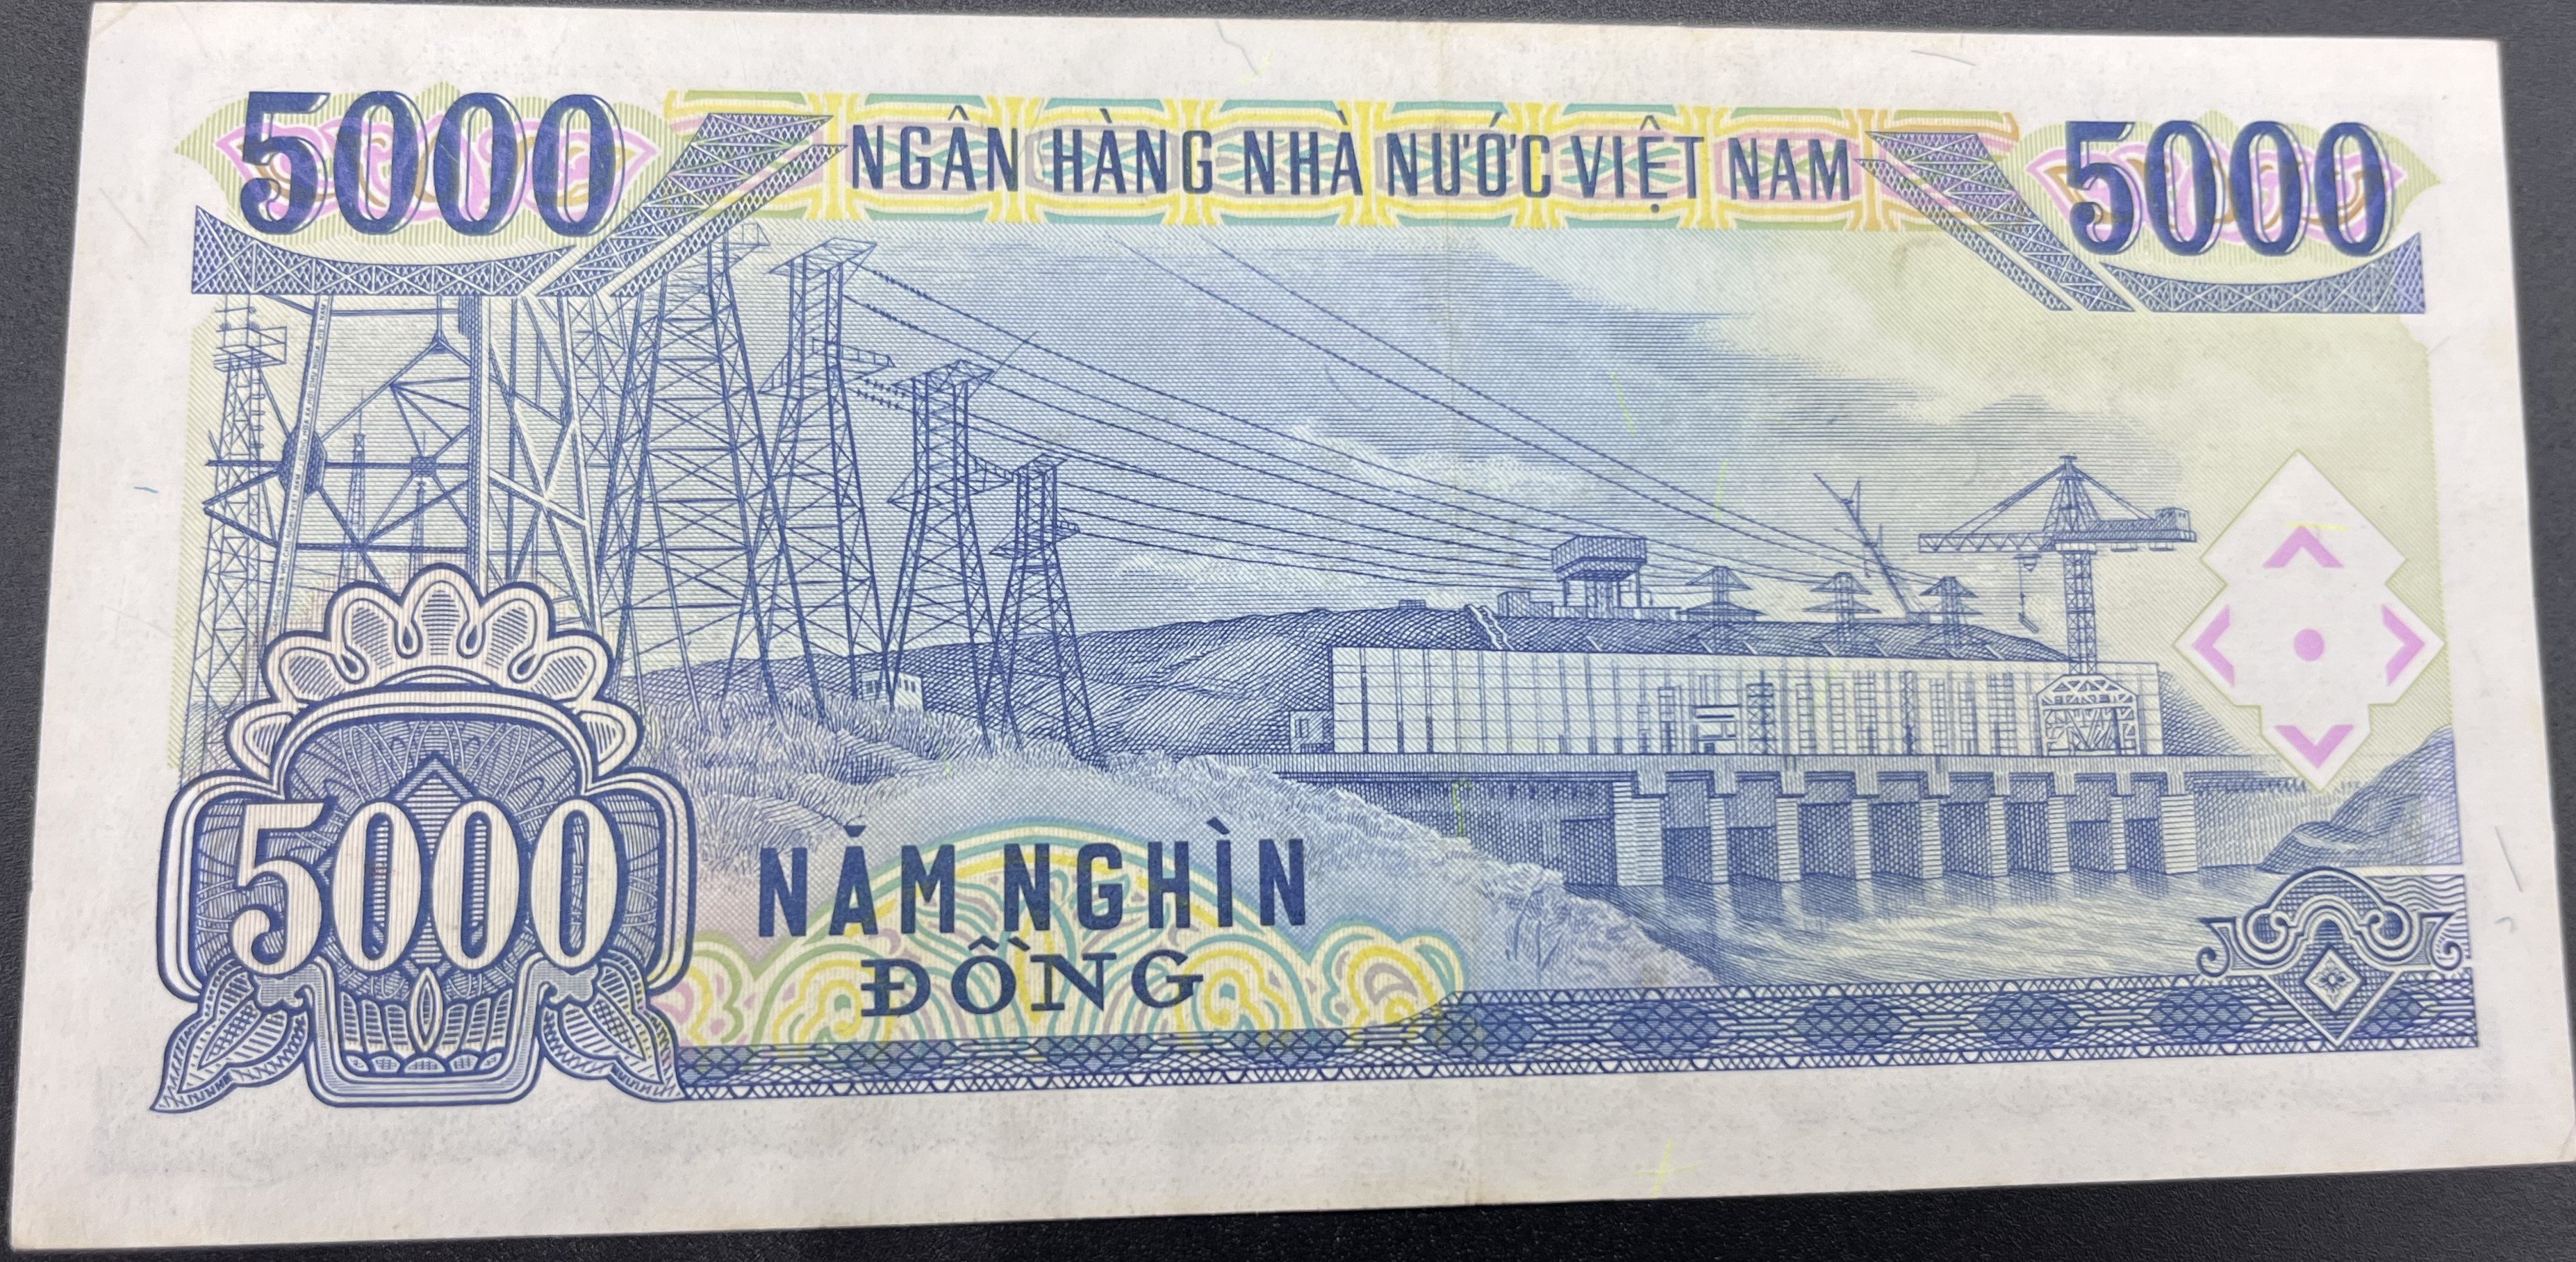 5000 NGÂN HÀNG NHÀ NƯỚC VIỆT NAM 5000
5000
NĂM NGHÌN
ĐỒNG